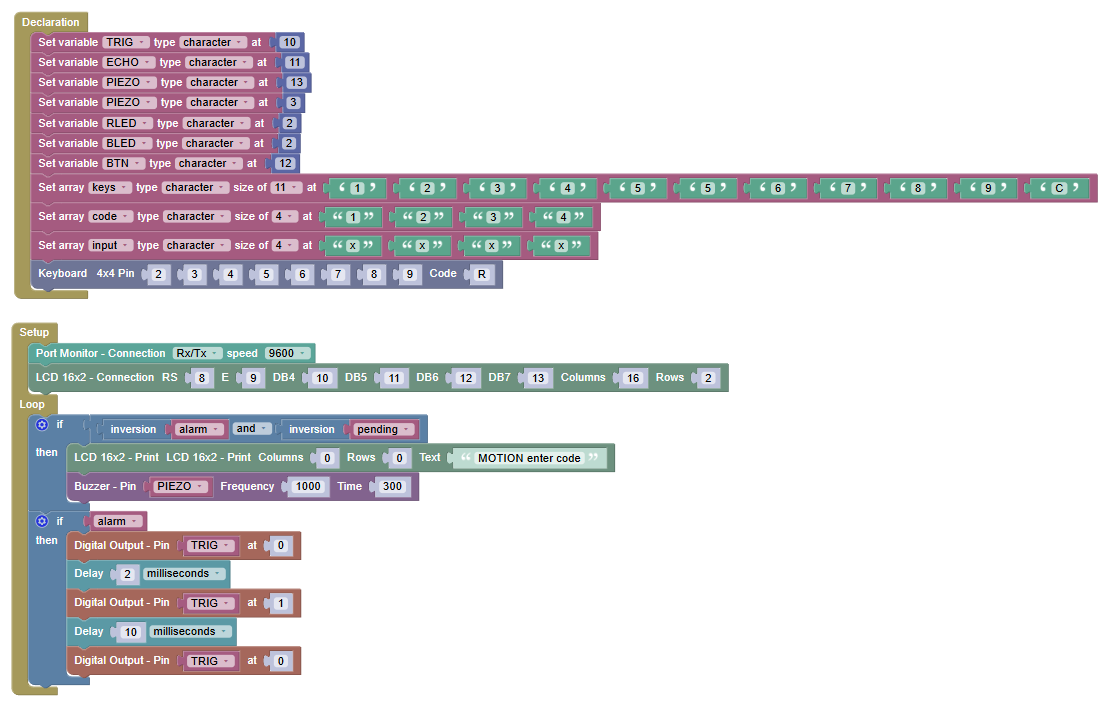 Declaration
Set variable TRIG type character at 10
Set variable ECHO type character at 11
Set variable PIEZO type character at 13
Set variable PIEZO type character at 3
Set variable RLED type character at 2
Set variable BLED type character at 2
Set variable BTN type character at 12
Set array keys type character size of 11 at ‘ 1 ’ ‘ 2 ’ ‘ 3 ’ ‘ 4 ’ ‘ 5 ’ ‘ 5 ’ ‘ 6 ’ ‘ 7 ’ ‘ 8 ’ ‘ 9 ’ ‘ C ’
Set array code type character size of 4 at “ 1 ” “ 2 ” “ 3 ” “ 4 ”
Set array input type character size of 4 at “ x ” “ x ” “ x ” “ x ”
Keyboard 4x4 Pin 2 3 4 5 6 7 8 9 Code R
Setup
Port Monitor - Connection Rx/Tx speed 9600
LCD 16x2 - Connection RS 8 E 9 DB4 10 DB5 11 DB6 12 DB7 13 Columns 16 Rows 2
Loop
if inversion alarm and inversion pending
then LCD 16x2 - Print LCD 16x2 - Print Columns 0 Rows 0 Text “ MOTION enter code ”
Buzzer - Pin PIEZO Frequency 1000 Time 300
if alarm
then Digital Output - Pin TRIG at 0
Delay 2 milliseconds
Digital Output - Pin TRIG at 1
Delay 10 milliseconds
Digital Output - Pin TRIG at 0